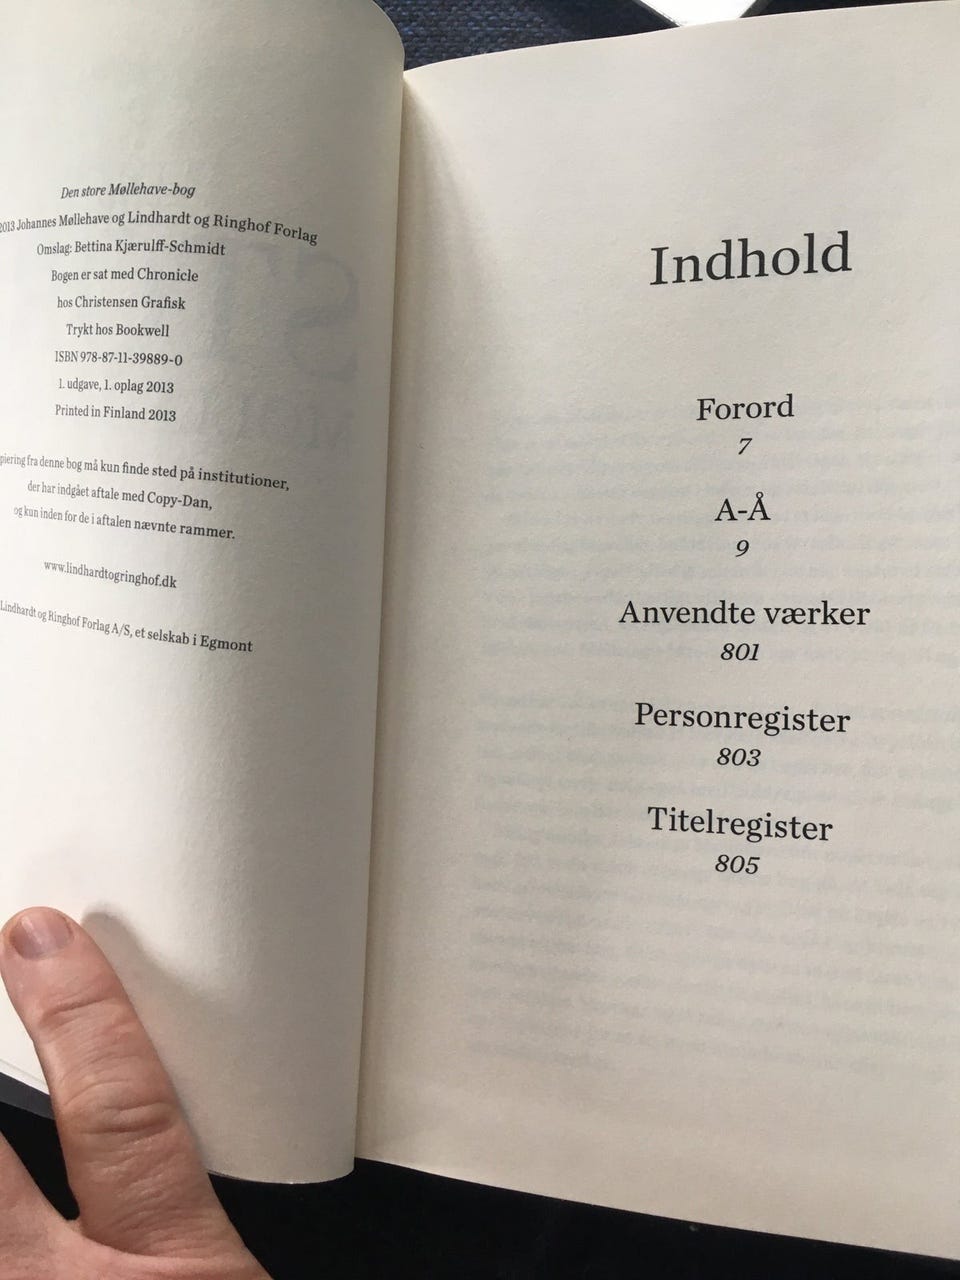 Den store Møllehave-bog
2013 Johannes Møllehave og Lindhardt og Ringhof Forlag
Omslag: Bettina Kjærulff-Schmidt
Bogen er sat med Chronicle
hos Christensen Grafisk
Trykt hos Bookwell
ISBN 978-87-11-39889-0
1. udgave, 1. oplag 2013
Printed in Finland 2013
fra denne bog må kun finde sted på institutioner,
der har indgået aftale med Copy-Dan,
og kun inden for de i aftalen nævnte rammer.
www.lindhardtogringhof.dk
Lindhardt og Ringhof Forlag A/S, et selskab i Egmont
Indhold
Forord
7
A-Å
9
Anvendte værker
801
Personregister
803
Titelregister
805